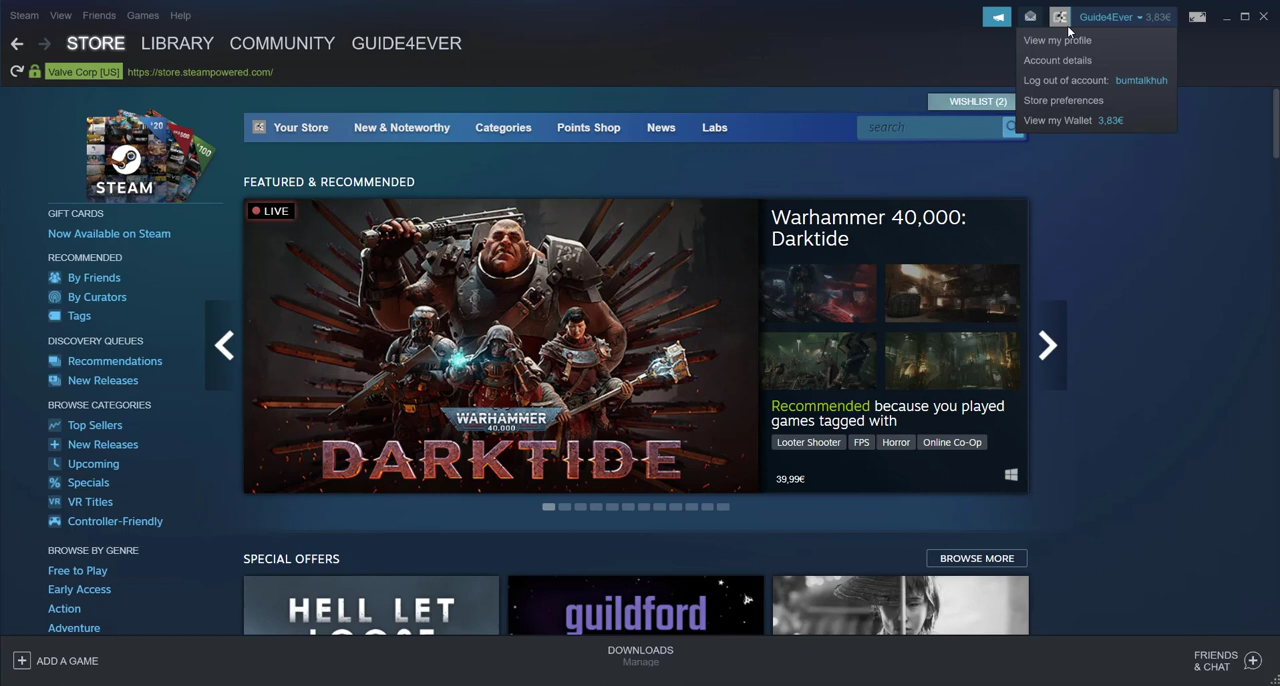 Steam View Friends Games Help
Guide4Ever 3,83€
STORE LIBRARY COMMUNITY GUIDE4EVER
View my profile
Account details
Log out of account: bumtalkhuh
Store preferences
View my Wallet 3,83€
Valve Corp [US] https://store.steampowered.com/
WISHLIST (2)
Your Store New & Noteworthy Categories Points Shop News Labs search
$20
$100
STEAM
GIFT CARDS
Now Available on Steam
RECOMMENDED
By Friends
By Curators
Tags
DISCOVERY QUEUES
Recommendations
New Releases
BROWSE CATEGORIES
Top Sellers
New Releases
Upcoming
Specials
VR VR Titles
Controller-Friendly
BROWSE BY GENRE
Free to Play
Early Access
Action
Adventure
FEATURED & RECOMMENDED
LIVE
WARHAMMER
40,000
DARKTIDE
Warhammer 40,000:
Darktide
Recommended because you played
games tagged with
Looter Shooter FPS Horror Online Co-Op
39,99€
SPECIAL OFFERS
BROWSE MORE
HELL LET
LOOSE
guildford
ADD A GAME
DOWNLOADS
Manage
FRIENDS
& CHAT